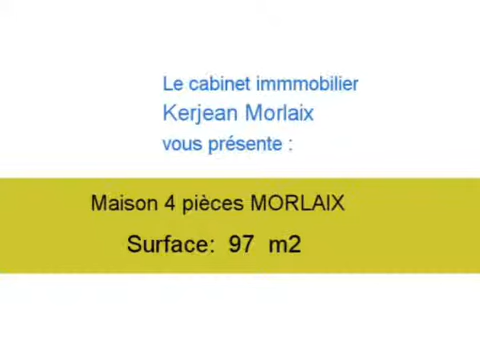 Le cabinet immmobilier
Kerjean Morlaix
vous présente :
Maison 4 pièces MORLAIX
Surface: 97 m2